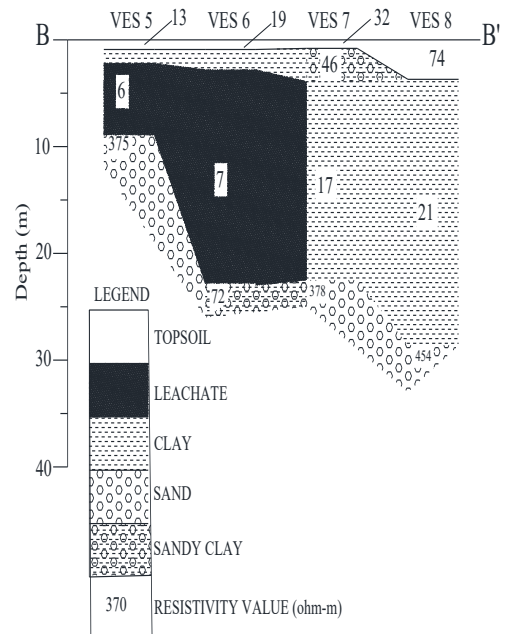 VES 5 13 VES 6 19 VES 7 32 VES 8
B B'
46 74
6
10
375
7 17
21
20
Depth (m)
LEGEND
72 378
TOPSOIL
30
454
LEACHATE
CLAY
40
SAND
SANDY CLAY
370 RESISTIVITY VALUE (ohm-m)